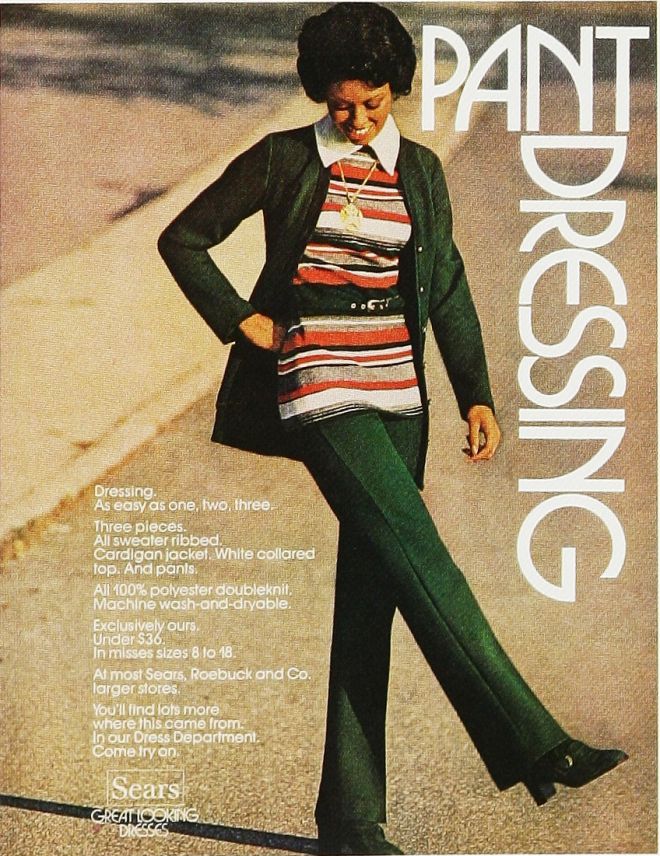 PANT
DRESSING
Dressing.
As easy as one, two, three.
Three pieces.
All sweater ribbed.
Cardigan jacket. White collared
top. And pants.
All 100% polyester doubleknit.
Machine wash-and-dryable.
Exclusively ours.
Under $36.
In misses sizes 8 to 18.
At most Sears, Roebuck and Co.
larger stores.
You'll find lots more
where this came from.
In our Dress Department.
Come try on.
Sears
GREAT LOOKING
DRESSES